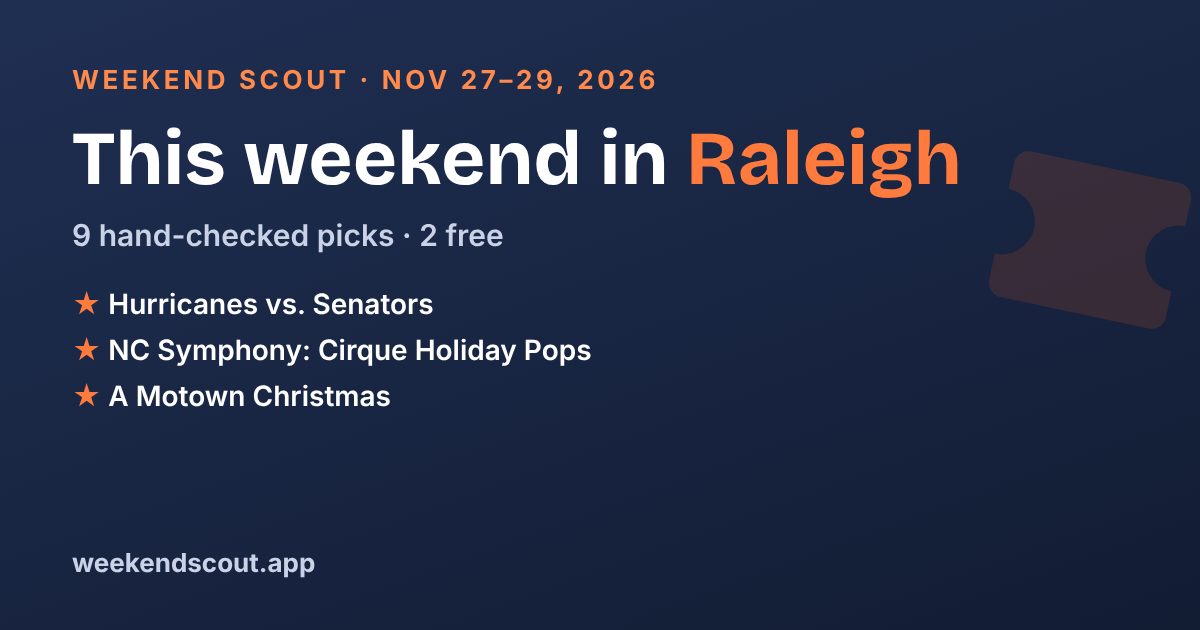 WEEKEND SCOUT · NOV 27–29, 2026
This weekend in Raleigh
9 hand-checked picks · 2 free
★ Hurricanes vs. Senators
★ NC Symphony: Cirque Holiday Pops
★ A Motown Christmas
weekendscout.app